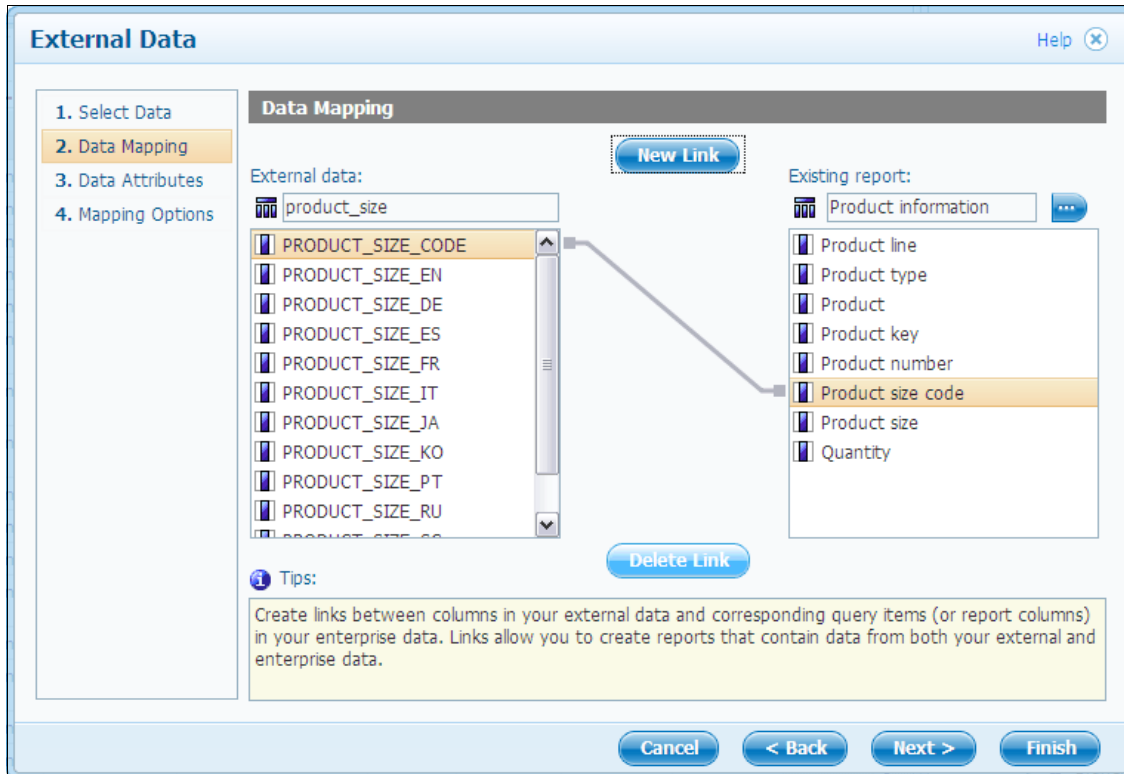 External Data
Help
1. Select Data
2. Data Mapping
3. Data Attributes
4. Mapping Options
Data Mapping
New Link
External data:
product_size
PRODUCT_SIZE_CODE
PRODUCT_SIZE_EN
PRODUCT_SIZE_DE
PRODUCT_SIZE_ES
PRODUCT_SIZE_FR
PRODUCT_SIZE_IT
PRODUCT_SIZE_JA
PRODUCT_SIZE_KO
PRODUCT_SIZE_PT
PRODUCT_SIZE_RU
Existing report:
Product information
...
Product line
Product type
Product
Product key
Product number
Product size code
Product size
Quantity
Delete Link
Tips:
Create links between columns in your external data and corresponding query items (or report columns)
in your enterprise data. Links allow you to create reports that contain data from both your external and
enterprise data.
Cancel
< Back
Next >
Finish